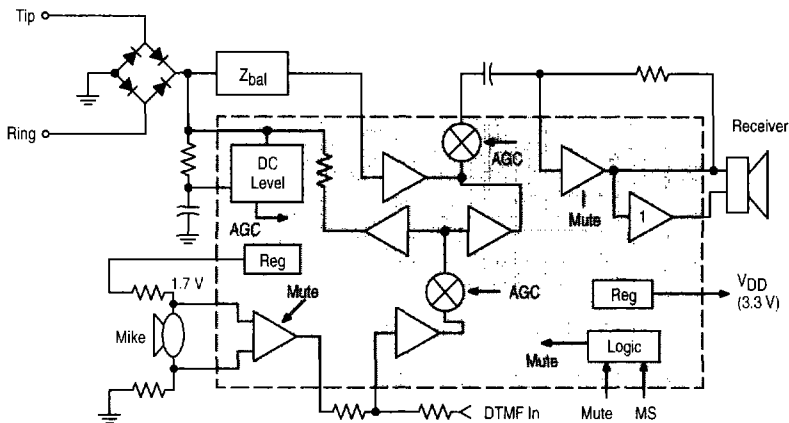 Tip
Zbal
Ring
Receiver
DC
Level
AGC
AGC
Mute
1
Reg
1.7 V
Mute
AGC
Reg
VDD
(3.3 V)
Mike
Mute
Logic
DTMF In
Mute
MS